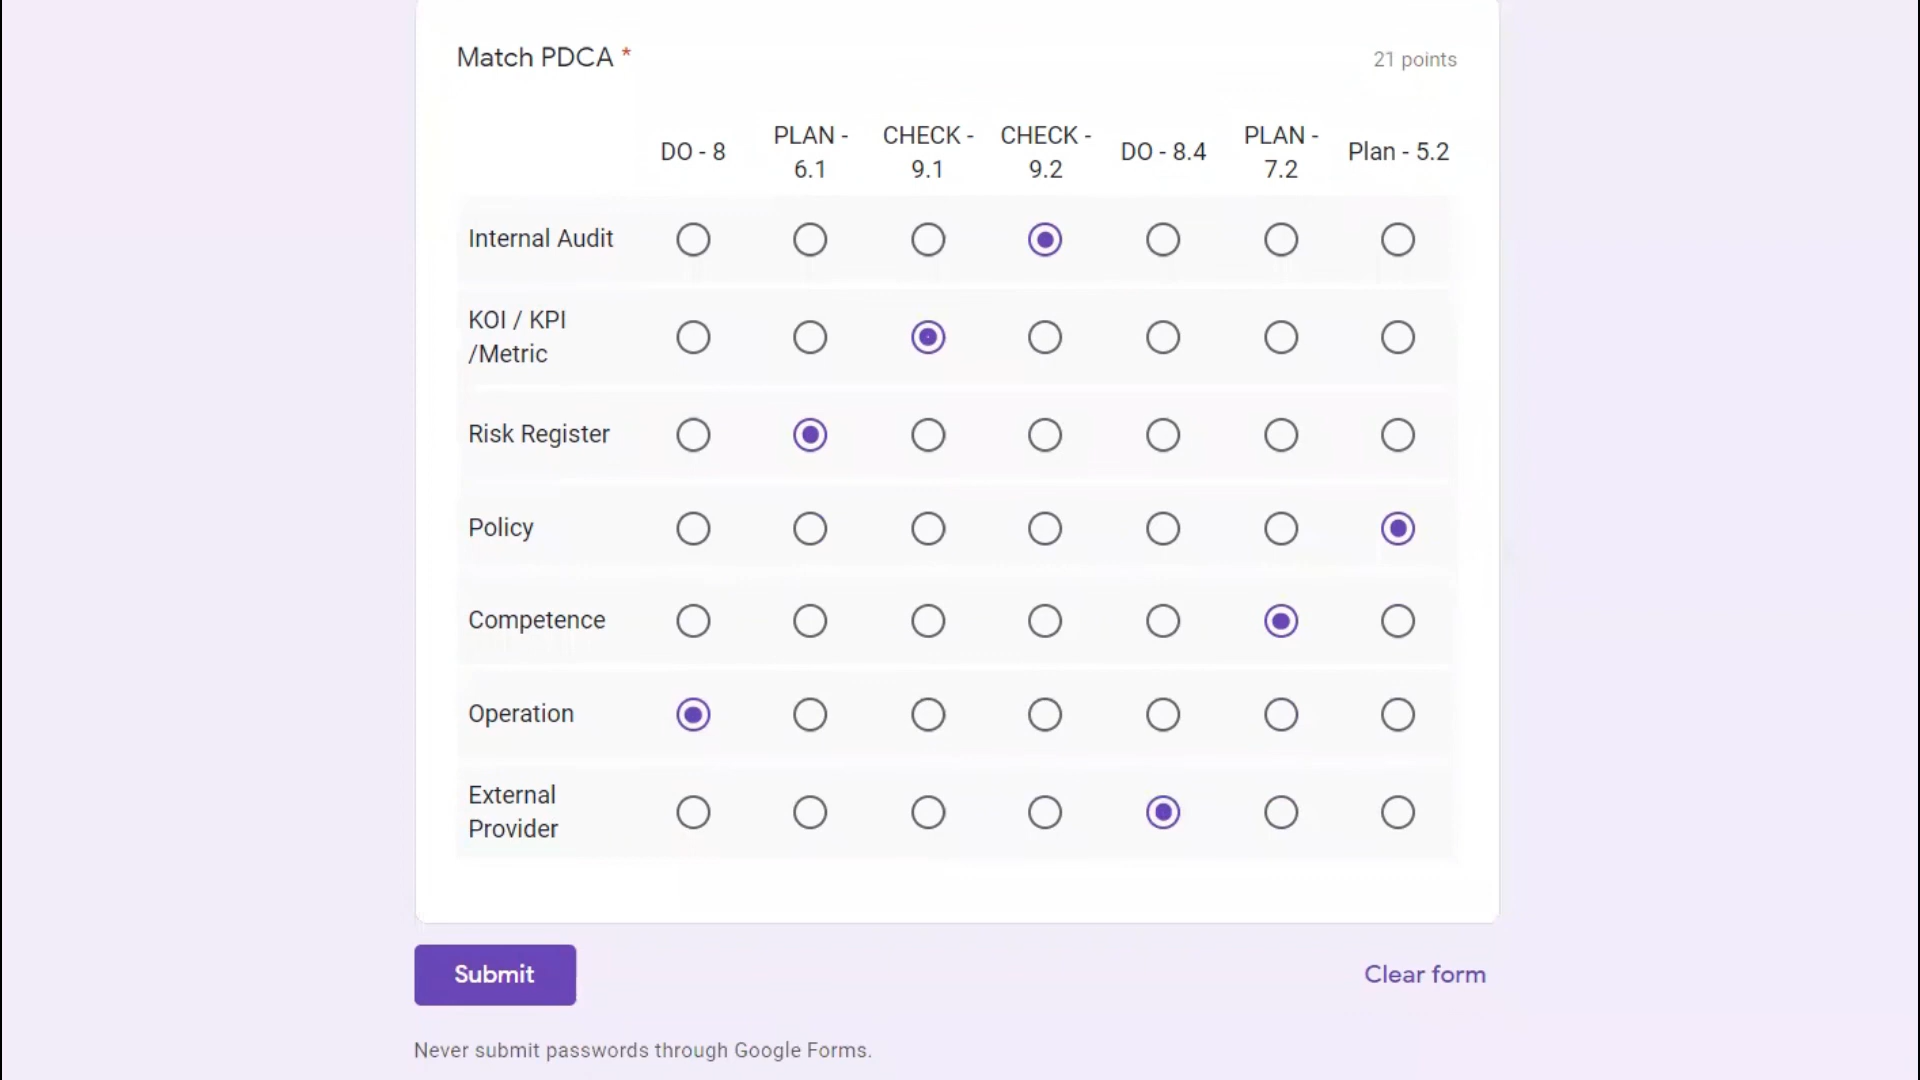 Match PDCA *
21 points
DO - 8
PLAN -
6.1
CHECK -
9.1
CHECK -
9.2
DO - 8.4
PLAN -
7.2
Plan - 5.2
Internal Audit
KOI / KPI
/Metric
Risk Register
Policy
Competence
Operation
External
Provider
Submit
Clear form
Never submit passwords through Google Forms.